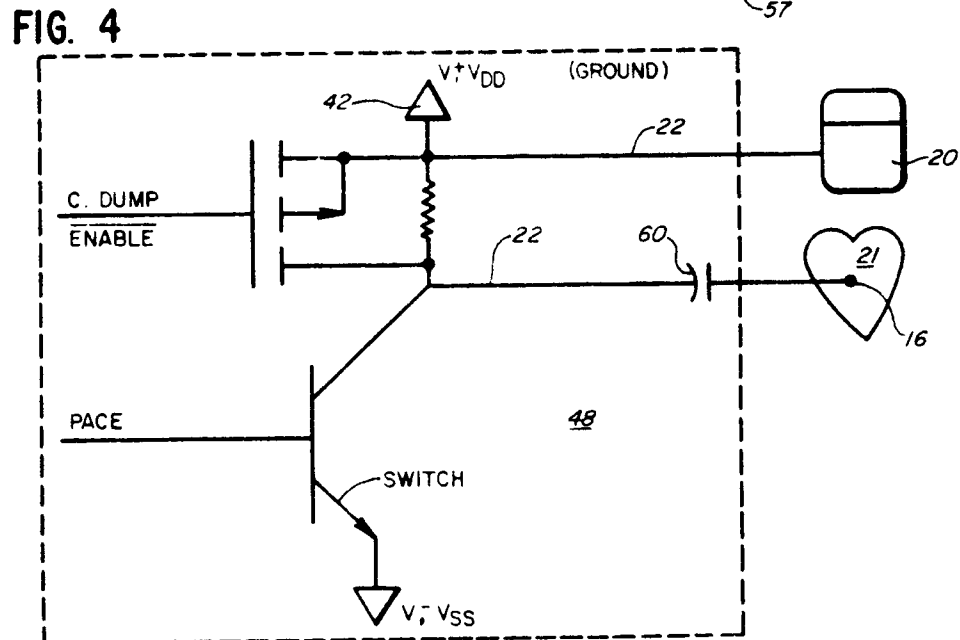 FIG. 4
57
V,+VDD
(GROUND)
42
22
20
C. DUMP
ENABLE
22
60
21
16
PACE
48
SWITCH
V,-VSS